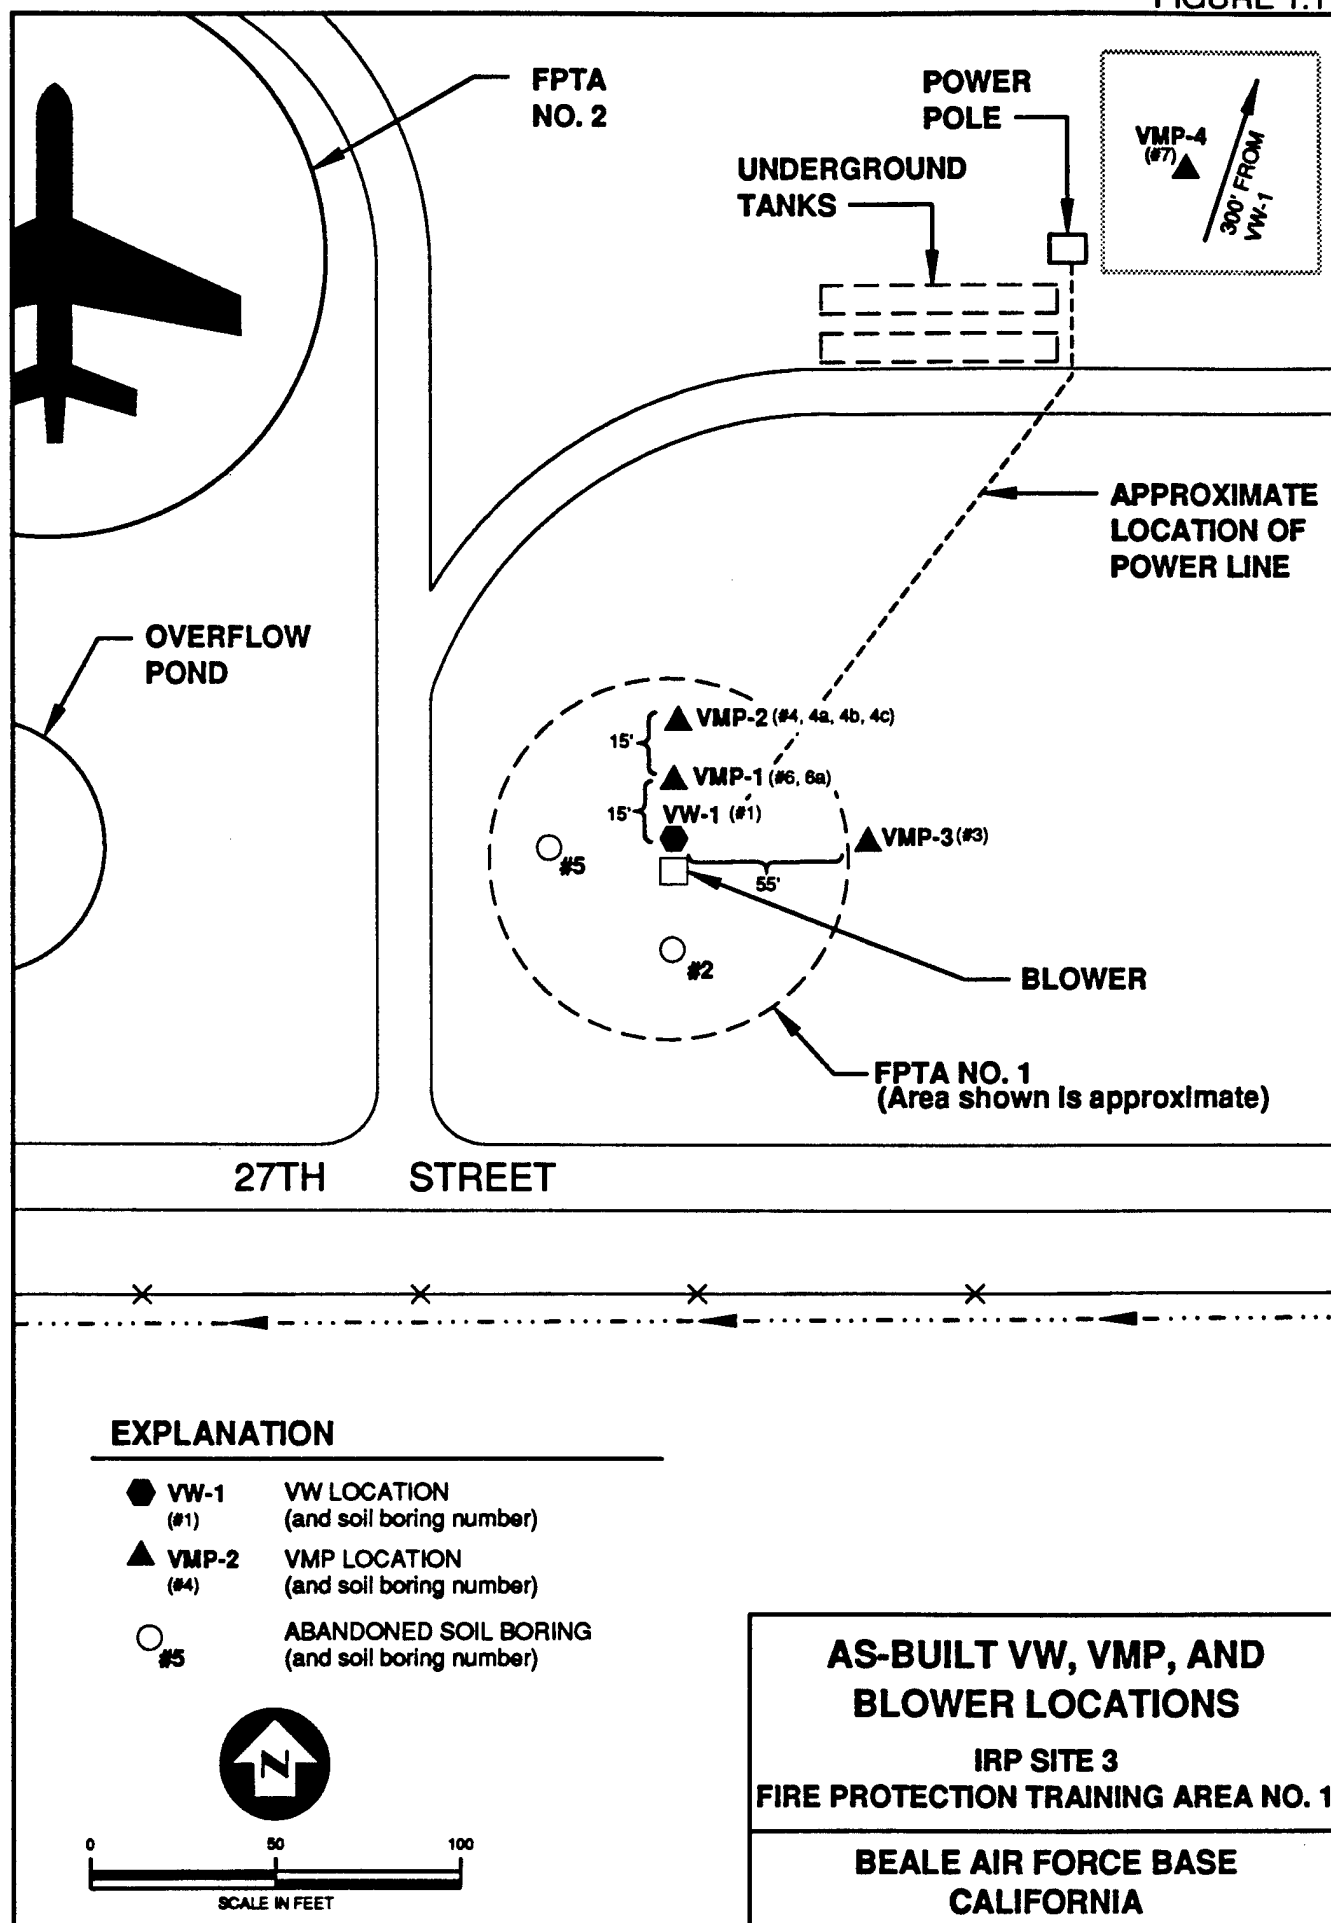 FIGURE 1.1
FPTA
NO. 2
POWER
POLE
VMP-4
(#7)
300' FROM
VW-1
UNDERGROUND
TANKS
APPROXIMATE
LOCATION OF
POWER LINE
OVERFLOW
POND
VMP-2 (#4, 4a, 4b, 4c)
15'
VMP-1 (#6, 6a)
15'
VW-1 (#1)
VMP-3 (#3)
#5
55'
#2
BLOWER
FPTA NO. 1
(Area shown is approximate)
27TH STREET
EXPLANATION
VW-1 VW LOCATION
(#1) (and soil boring number)
VMP-2 VMP LOCATION
(#4) (and soil boring number)
ABANDONED SOIL BORING
#5 (and soil boring number)
N
0 50 100
SCALE IN FEET
AS-BUILT VW, VMP, AND
BLOWER LOCATIONS
IRP SITE 3
FIRE PROTECTION TRAINING AREA NO. 1
BEALE AIR FORCE BASE
CALIFORNIA